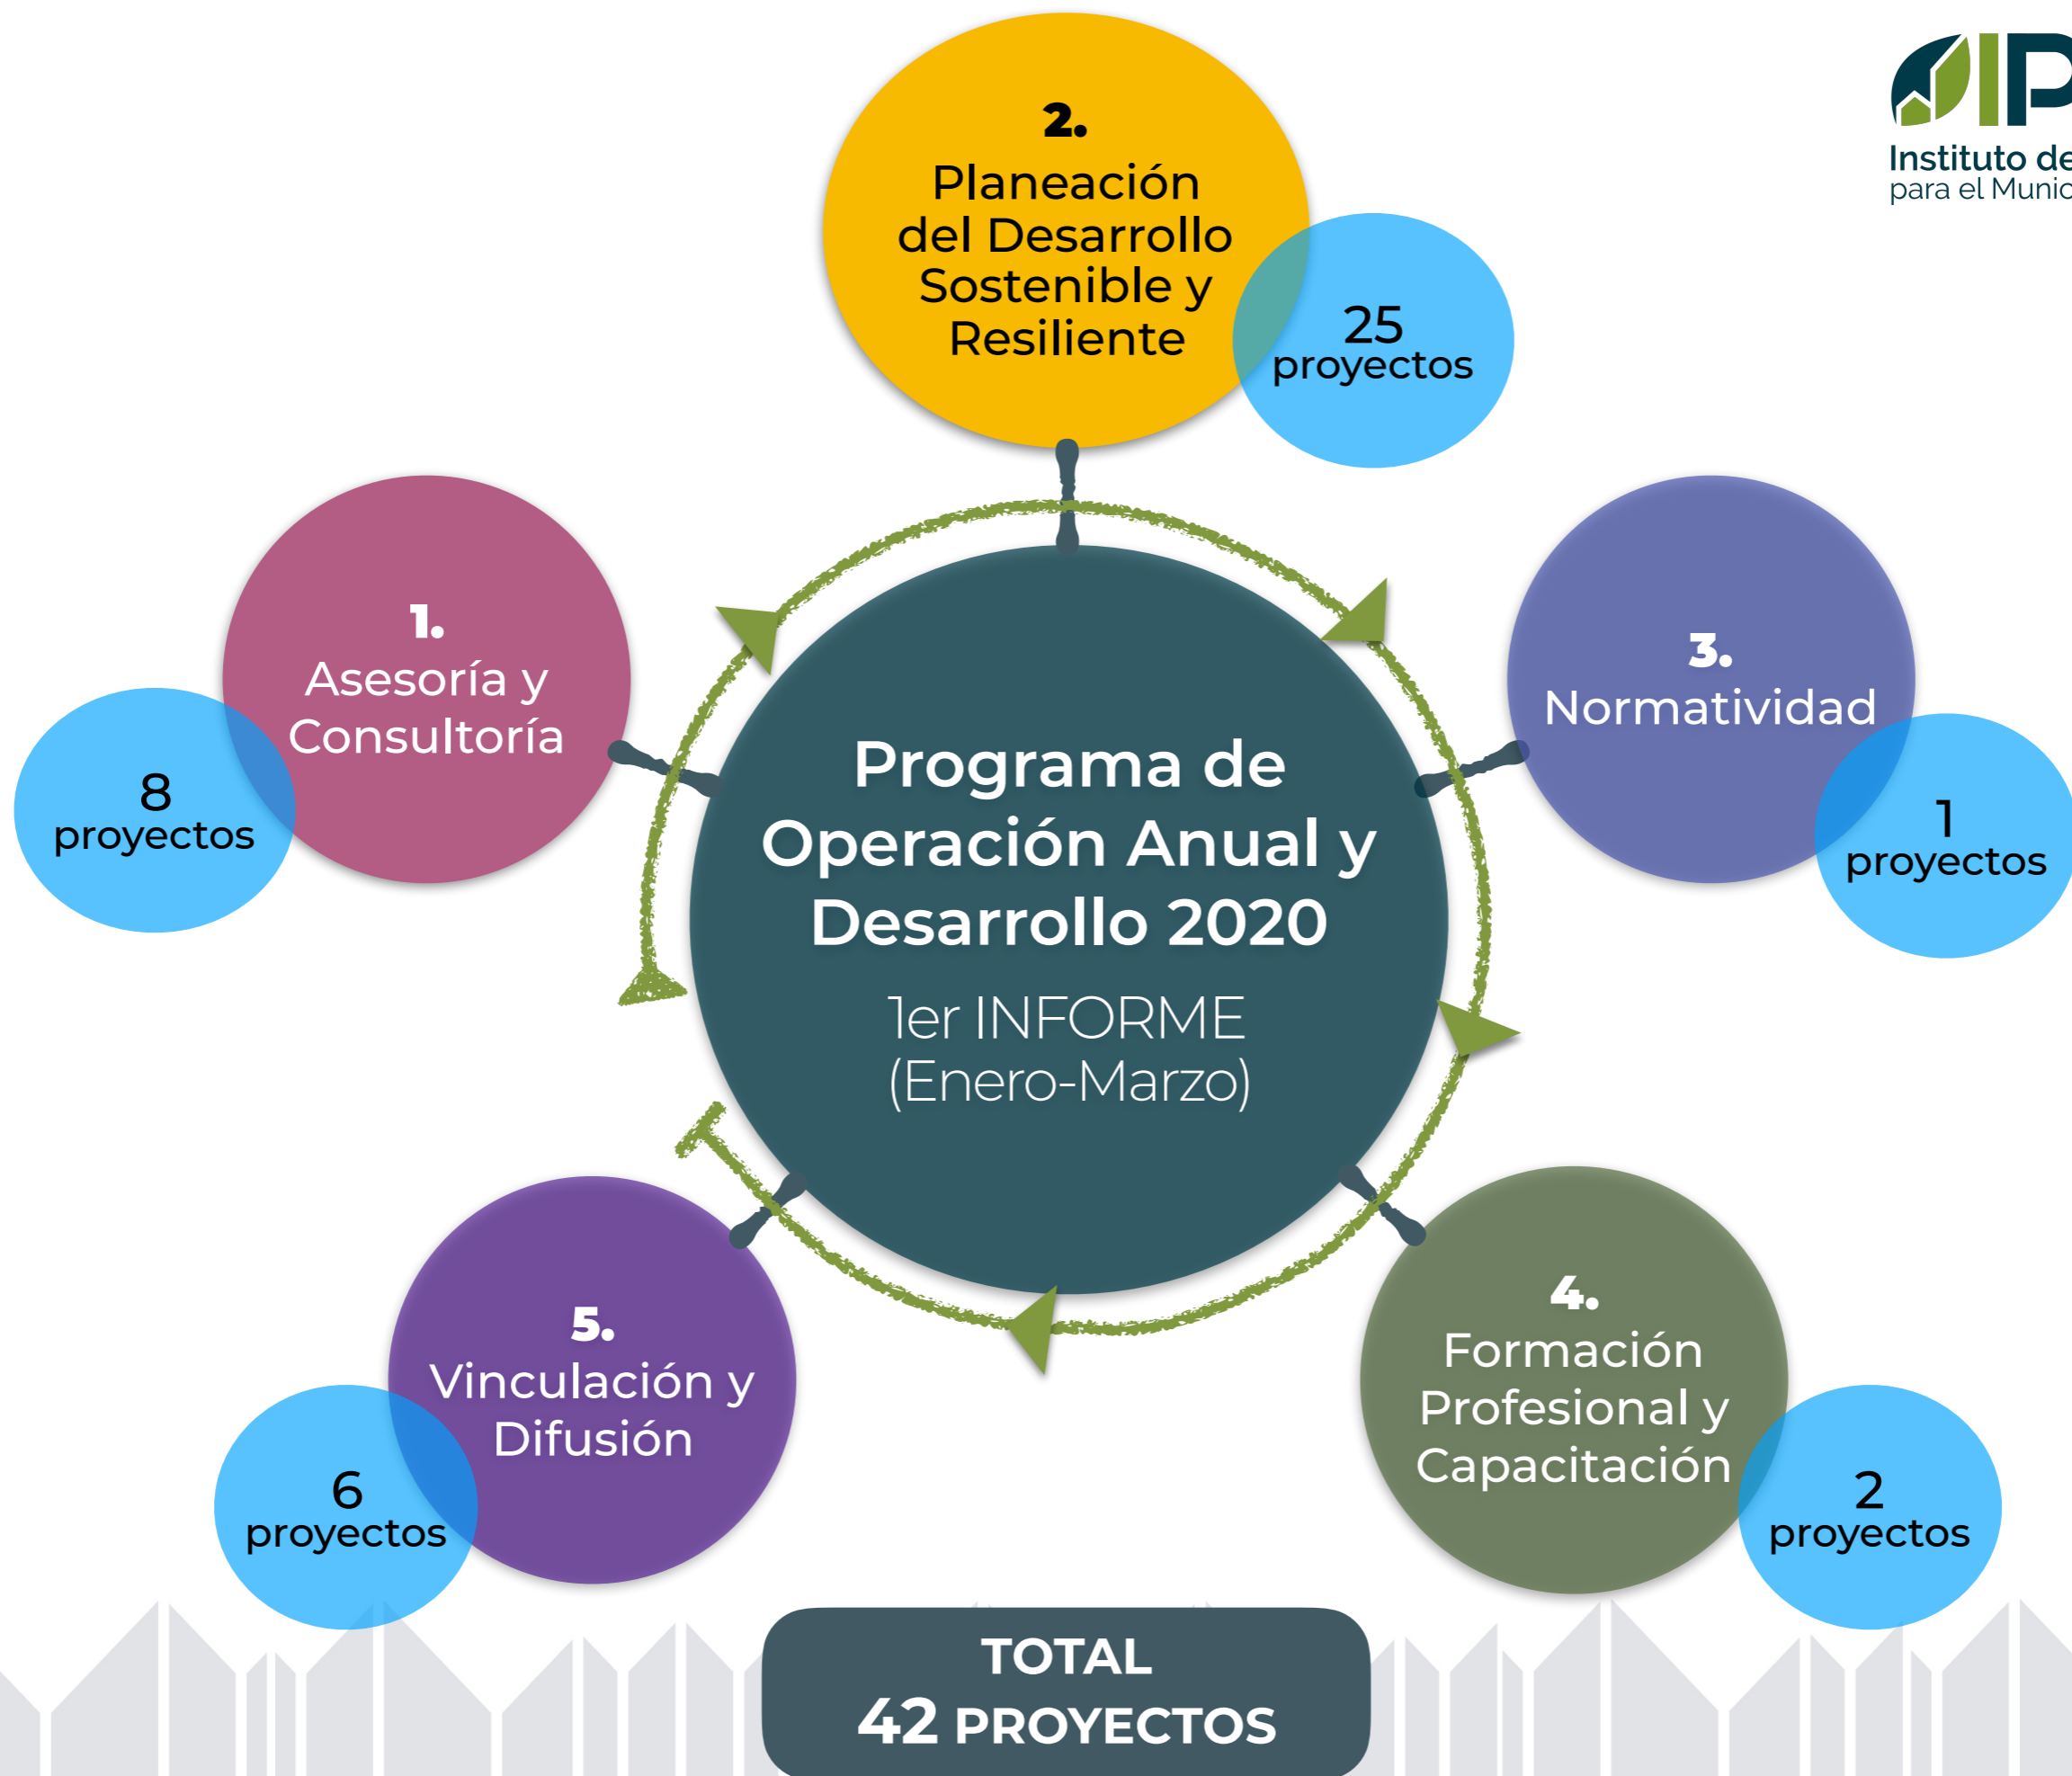 IP
Instituto de
para el Munic
2.
Planeación
del Desarrollo
Sostenible y
Resiliente
25
proyectos
1.
Asesoría y
Consultoría
8
proyectos
3.
Normatividad
1
proyectos
Programa de
Operación Anual y
Desarrollo 2020
1er INFORME
(Enero-Marzo)
5.
Vinculación y
Difusión
6
proyectos
4.
Formación
Profesional y
Capacitación
2
proyectos
TOTAL
42 PROYECTOS